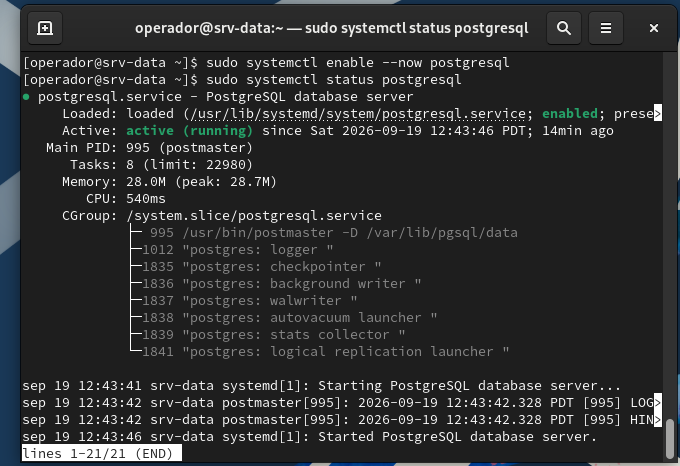 operador@srv-data:~ — sudo systemctl status postgresql
[operador@srv-data ~]$ sudo systemctl enable --now postgresql
[operador@srv-data ~]$ sudo systemctl status postgresql
● postgresql.service - PostgreSQL database server
     Loaded: loaded (/usr/lib/systemd/system/postgresql.service; enabled; prese>
     Active: active (running) since Sat 2026-09-19 12:43:46 PDT; 14min ago
   Main PID: 995 (postmaster)
      Tasks: 8 (limit: 22980)
     Memory: 28.0M (peak: 28.7M)
        CPU: 540ms
     CGroup: /system.slice/postgresql.service
             ├─ 995 /usr/bin/postmaster -D /var/lib/pgsql/data
             ├─1012 "postgres: logger "
             ├─1835 "postgres: checkpointer "
             ├─1836 "postgres: background writer "
             ├─1837 "postgres: walwriter "
             ├─1838 "postgres: autovacuum launcher "
             ├─1839 "postgres: stats collector "
             └─1841 "postgres: logical replication launcher "
sep 19 12:43:41 srv-data systemd[1]: Starting PostgreSQL database server...
sep 19 12:43:42 srv-data postmaster[995]: 2026-09-19 12:43:42.328 PDT [995] LOG>
sep 19 12:43:42 srv-data postmaster[995]: 2026-09-19 12:43:42.328 PDT [995] HIN>
sep 19 12:43:46 srv-data systemd[1]: Started PostgreSQL database server.
lines 1-21/21 (END)